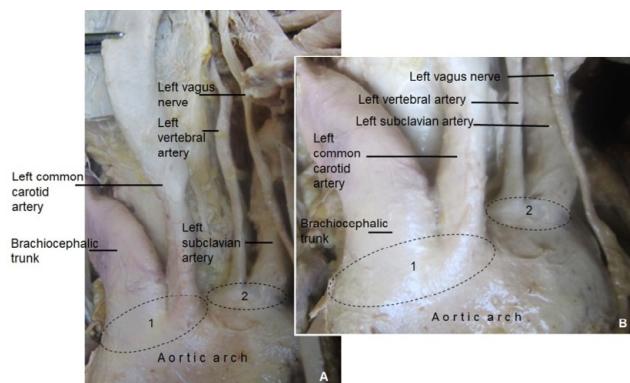 Left vagus
nerve
Left
vertebral
artery
Left common
carotid
artery
Left
subclavian
artery
Brachiocephalic
trunk
1
2
Aortic arch
A
Left vagus nerve
Left vertebral artery
Left subclavian artery
Left
common
carotid
artery
2
Brachiocephalic
trunk
1
Aortic arch
B